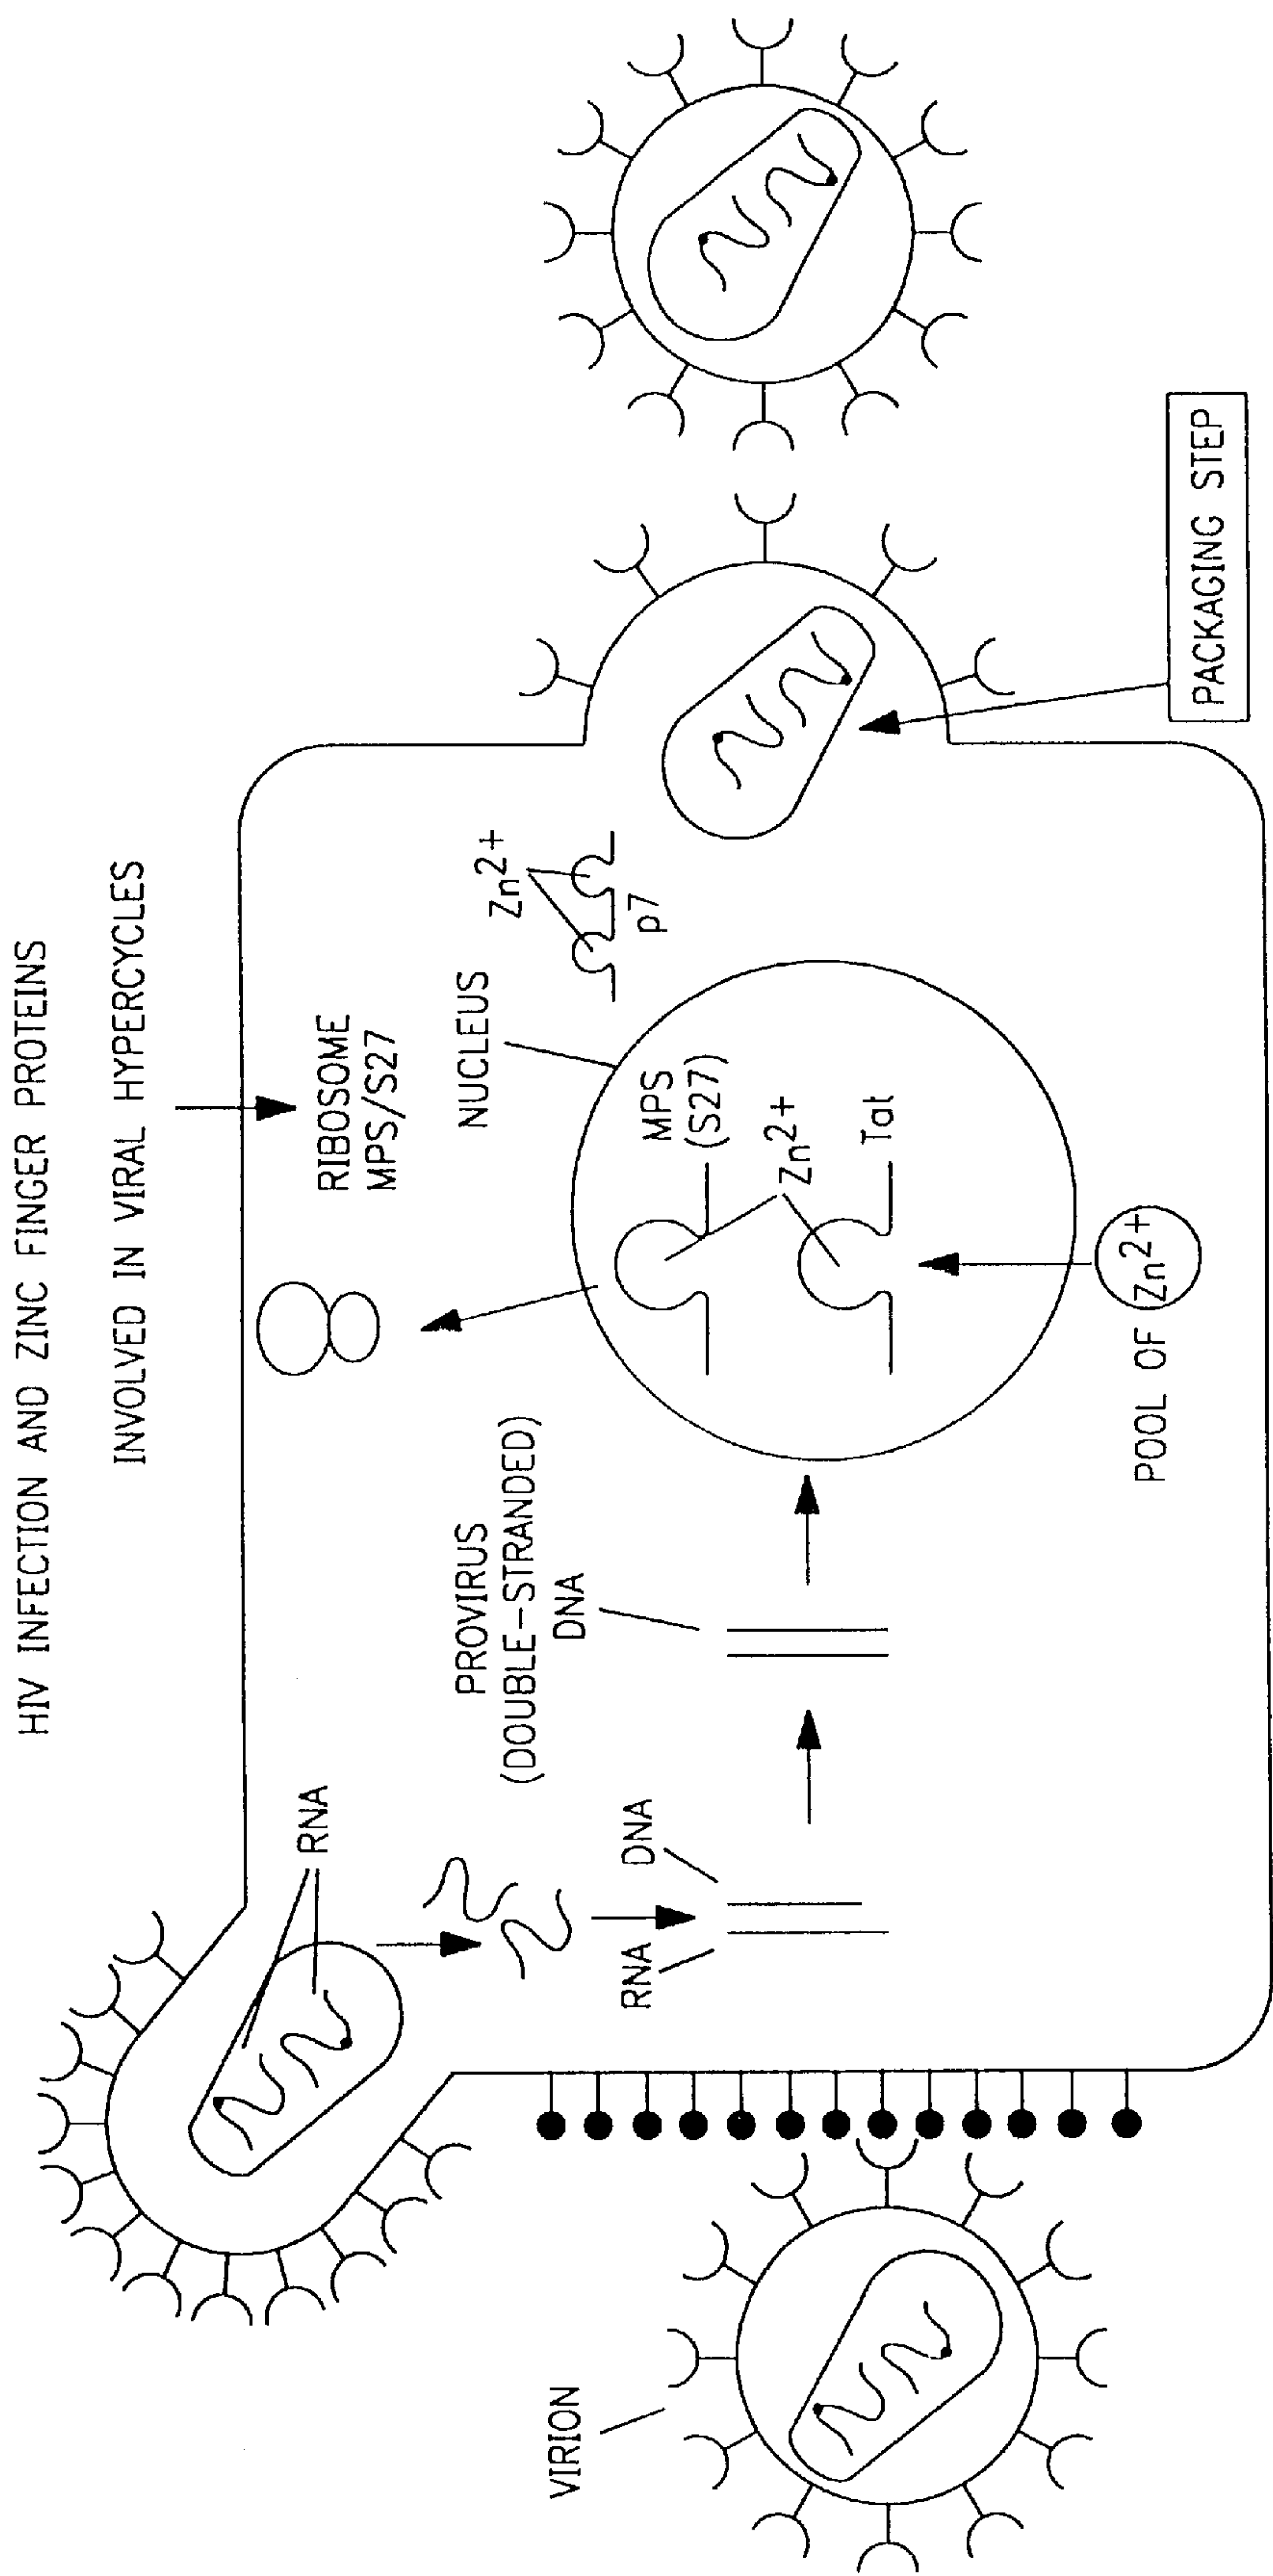 HIV INFECTION AND ZINC FINGER PROTEINS
INVOLVED IN VIRAL HYPERCYCLES
RNA
RIBOSOME
MPS/S27
PROVIRUS
(DOUBLE-STRANDED)
DNA
NUCLEUS
Zn2+
p7
VIRION
RNA
DNA
MPS
(S27)
Zn2+
Tat
POOL OF Zn2+
PACKAGING STEP